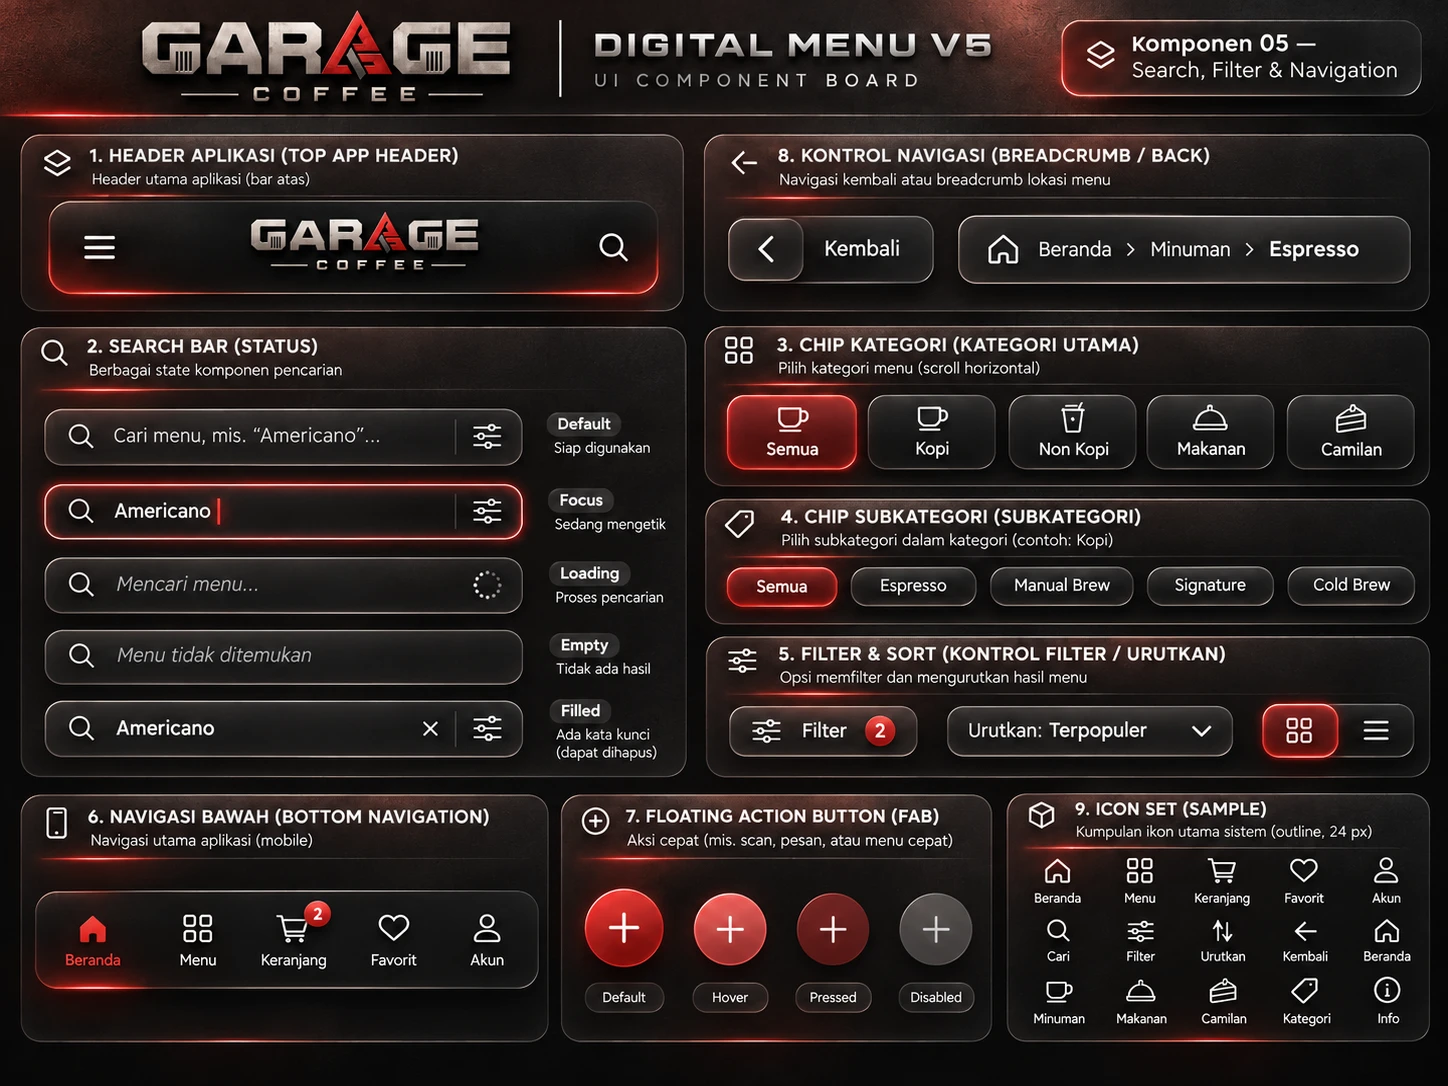 GARAGE
COFFEE
DIGITAL MENU V5
UI COMPONENT BOARD
Komponen 05 —
Search, Filter & Navigation
1. HEADER APLIKASI (TOP APP HEADER)
Header utama aplikasi (bar atas)
GARAGE
COFFEE
8. KONTROL NAVIGASI (BREADCRUMB / BACK)
Navigasi kembali atau breadcrumb lokasi menu
Kembali
Beranda > Minuman > Espresso
2. SEARCH BAR (STATUS)
Berbagai state komponen pencarian
Cari menu, mis. “Americano”...
Default
Siap digunakan
Americano
Focus
Sedang mengetik
Mencari menu...
Loading
Proses pencarian
Menu tidak ditemukan
Empty
Tidak ada hasil
Americano
Filled
Ada kata kunci
(dapat dihapus)
3. CHIP KATEGORI (KATEGORI UTAMA)
Pilih kategori menu (scroll horizontal)
Semua
Kopi
Non Kopi
Makanan
Camilan
4. CHIP SUBKATEGORI (SUBKATEGORI)
Pilih subkategori dalam kategori (contoh: Kopi)
Semua
Espresso
Manual Brew
Signature
Cold Brew
5. FILTER & SORT (KONTROL FILTER / URUTKAN)
Opsi memfilter dan mengurutkan hasil menu
Filter 2
Urutkan: Terpopuler
6. NAVIGASI BAWAH (BOTTOM NAVIGATION)
Navigasi utama aplikasi (mobile)
2
Beranda
Menu
Keranjang
Favorit
Akun
7. FLOATING ACTION BUTTON (FAB)
Aksi cepat (mis. scan, pesan, atau menu cepat)
Default
Hover
Pressed
Disabled
9. ICON SET (SAMPLE)
Kumpulan ikon utama sistem (outline, 24 px)
Beranda
Menu
Keranjang
Favorit
Akun
Cari
Filter
Urutkan
Kembali
Beranda
Minuman
Makanan
Camilan
Kategori
Info